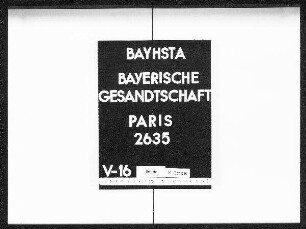 BAYHSTA
BAYERISCHE
GESANDTSCHAFT
PARIS
2635
V-16